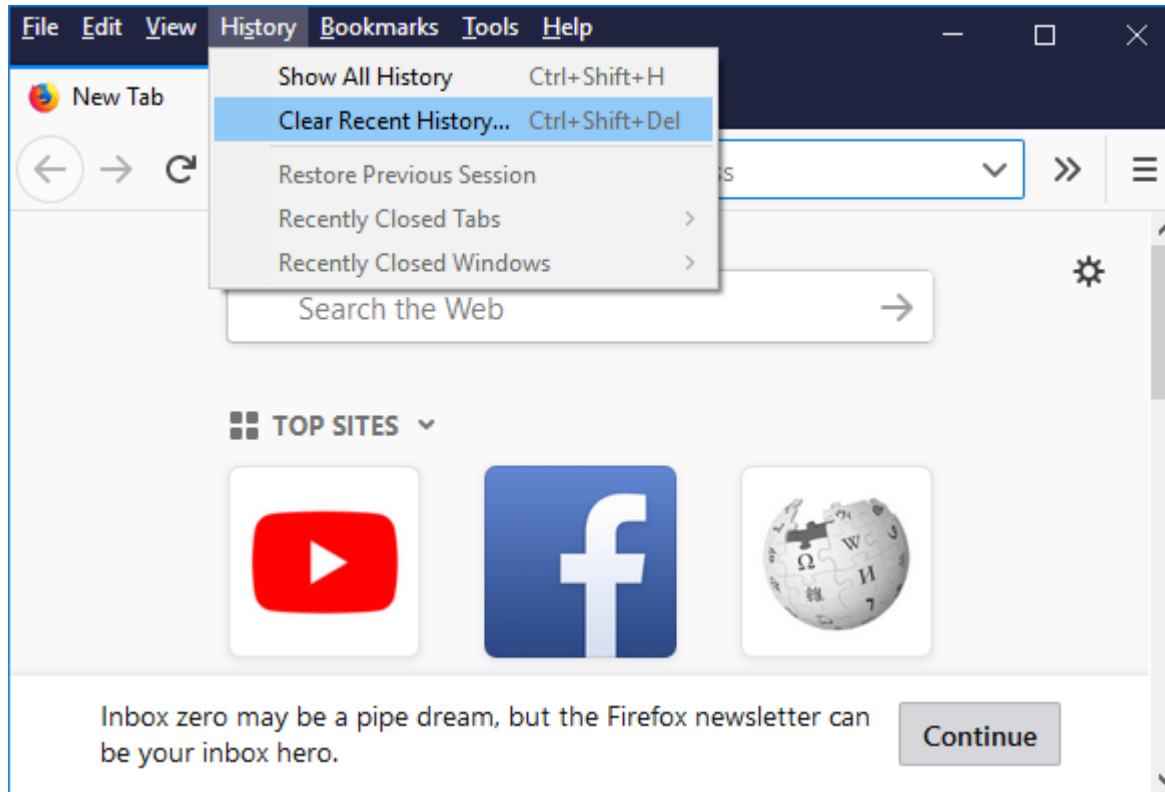 File Edit View History Bookmarks Tools Help
New Tab
Show All History Ctrl+Shift+H
Clear Recent History... Ctrl+Shift+Del
Restore Previous Session
Recently Closed Tabs
Recently Closed Windows
Search the Web
TOP SITES
Inbox zero may be a pipe dream, but the Firefox newsletter can
be your inbox hero.
Continue